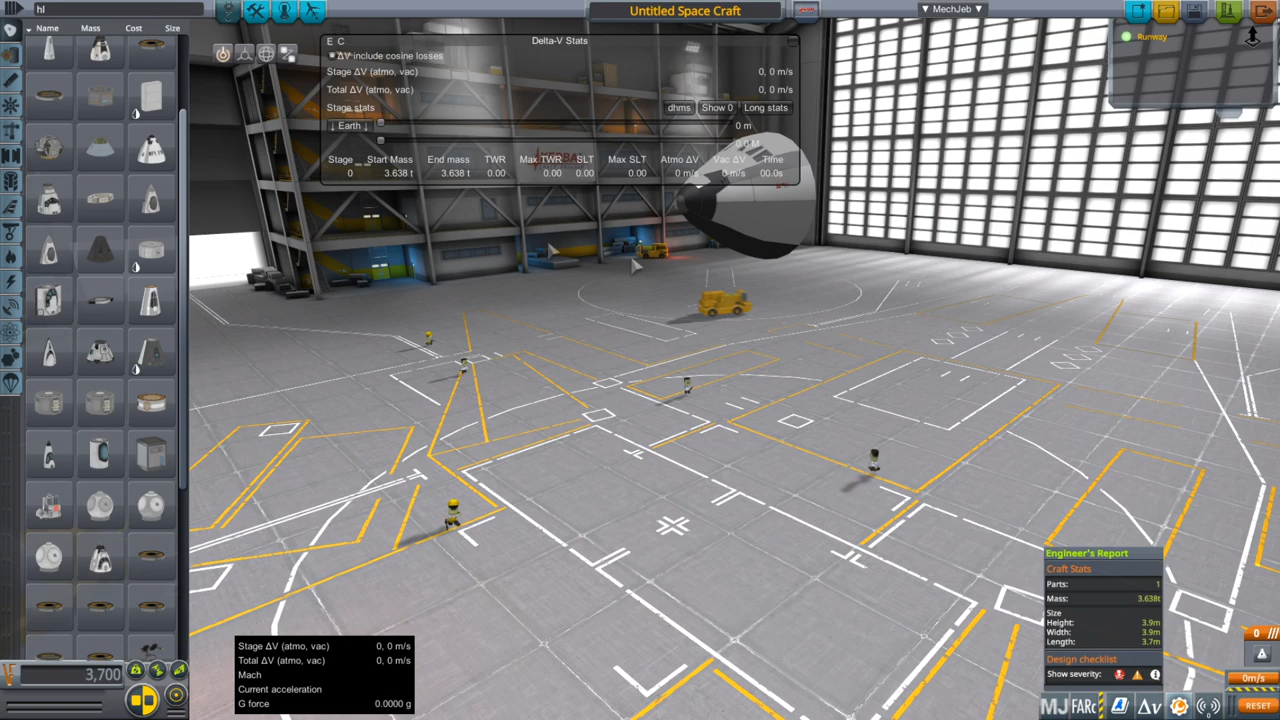 hl
Untitled Space Craft
▼ MechJeb ▼
Name Mass Cost Size
Runway
E C Delta-V Stats
ΔV include cosine losses
Stage ΔV (atmo, vac) 0, 0 m/s
Total ΔV (atmo, vac) 0, 0 m/s
Stage stats dhms Show 0 Long stats
↓ Earth ↓ 0 m
0.0 M
Stage Start Mass End mass TWR Max TWR SLT Max SLT Atmo ΔV Vac ΔV Time
0 3.638 t 3.638 t 0.00 0.00 0.00 0.00 0 m/s 0 m/s 00.0s
Engineer's Report
Craft Stats
Parts: 1
Mass: 3.638t
Size
Height: 3.9m
Width: 3.9m
Length: 3.7m
Design checklist
Show severity:
Stage ΔV (atmo, vac) 0, 0 m/s
Total ΔV (atmo, vac) 0, 0 m/s
Mach
Current acceleration
G force 0.0000 g
3,700
0
0m/s
MJ FARc Δv 0 RESET